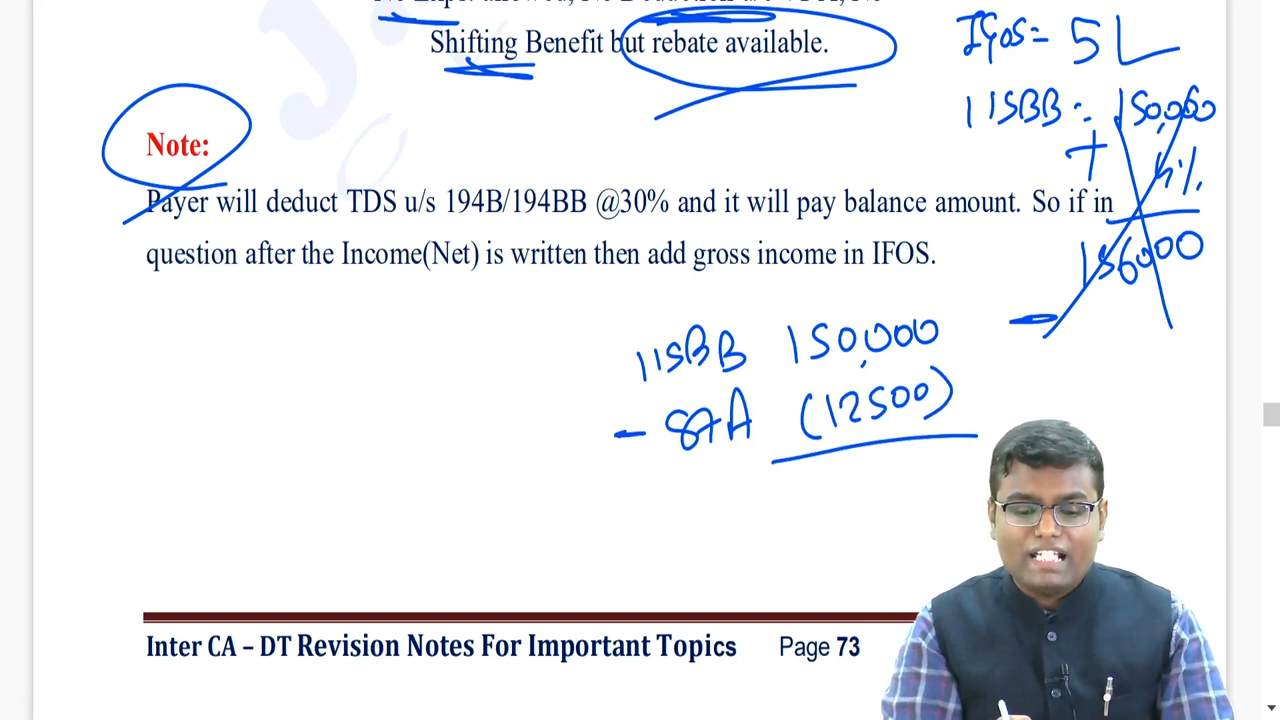 Shifting Benefit but rebate available.
IFOS = 5L
115BB :- 150,000
+ 4%
156000
Note:
Payer will deduct TDS u/s 194B/194BB @30% and it will pay balance amount. So if in
question after the Income(Net) is written then add gross income in IFOS.
115BB 150,000
- 87A (12500)
Inter CA – DT Revision Notes For Important Topics Page 73